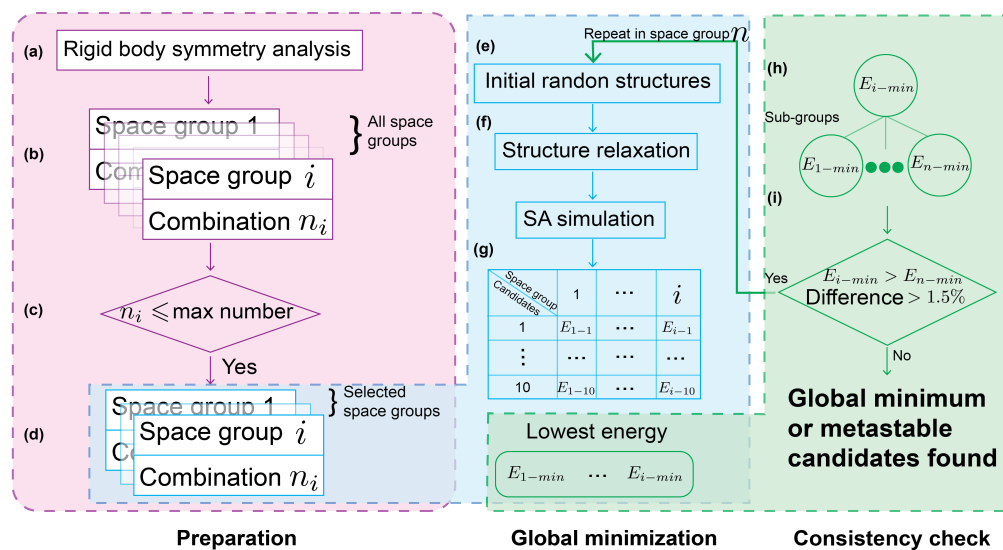 (a)
Rigid body symmetry analysis
(b)
Space group 1
Com
Space group i
Combination n_i
} All space
groups
(c)
n_i ≤ max number
Yes
(d)
Space group 1
Co
Space group i
Combination n_i
} Selected
space groups
Preparation
(e)
Repeat in space group n
Initial randon structures
(f)
Structure relaxation
SA simulation
(g)
Space group
Candidates
1 ... i
1 E_{1-1} ... E_{i-1}
⋮ ... ... ...
10 E_{1-10} ... E_{i-10}
Lowest energy
E_{1-min} ... E_{i-min}
Global minimization
(h)
E_{i-min}
Sub-groups
E_{1-min} ●●● E_{n-min}
(i)
Yes
E_{i-min} > E_{n-min}
Difference > 1.5%
No
Global minimum
or metastable
candidates found
Consistency check